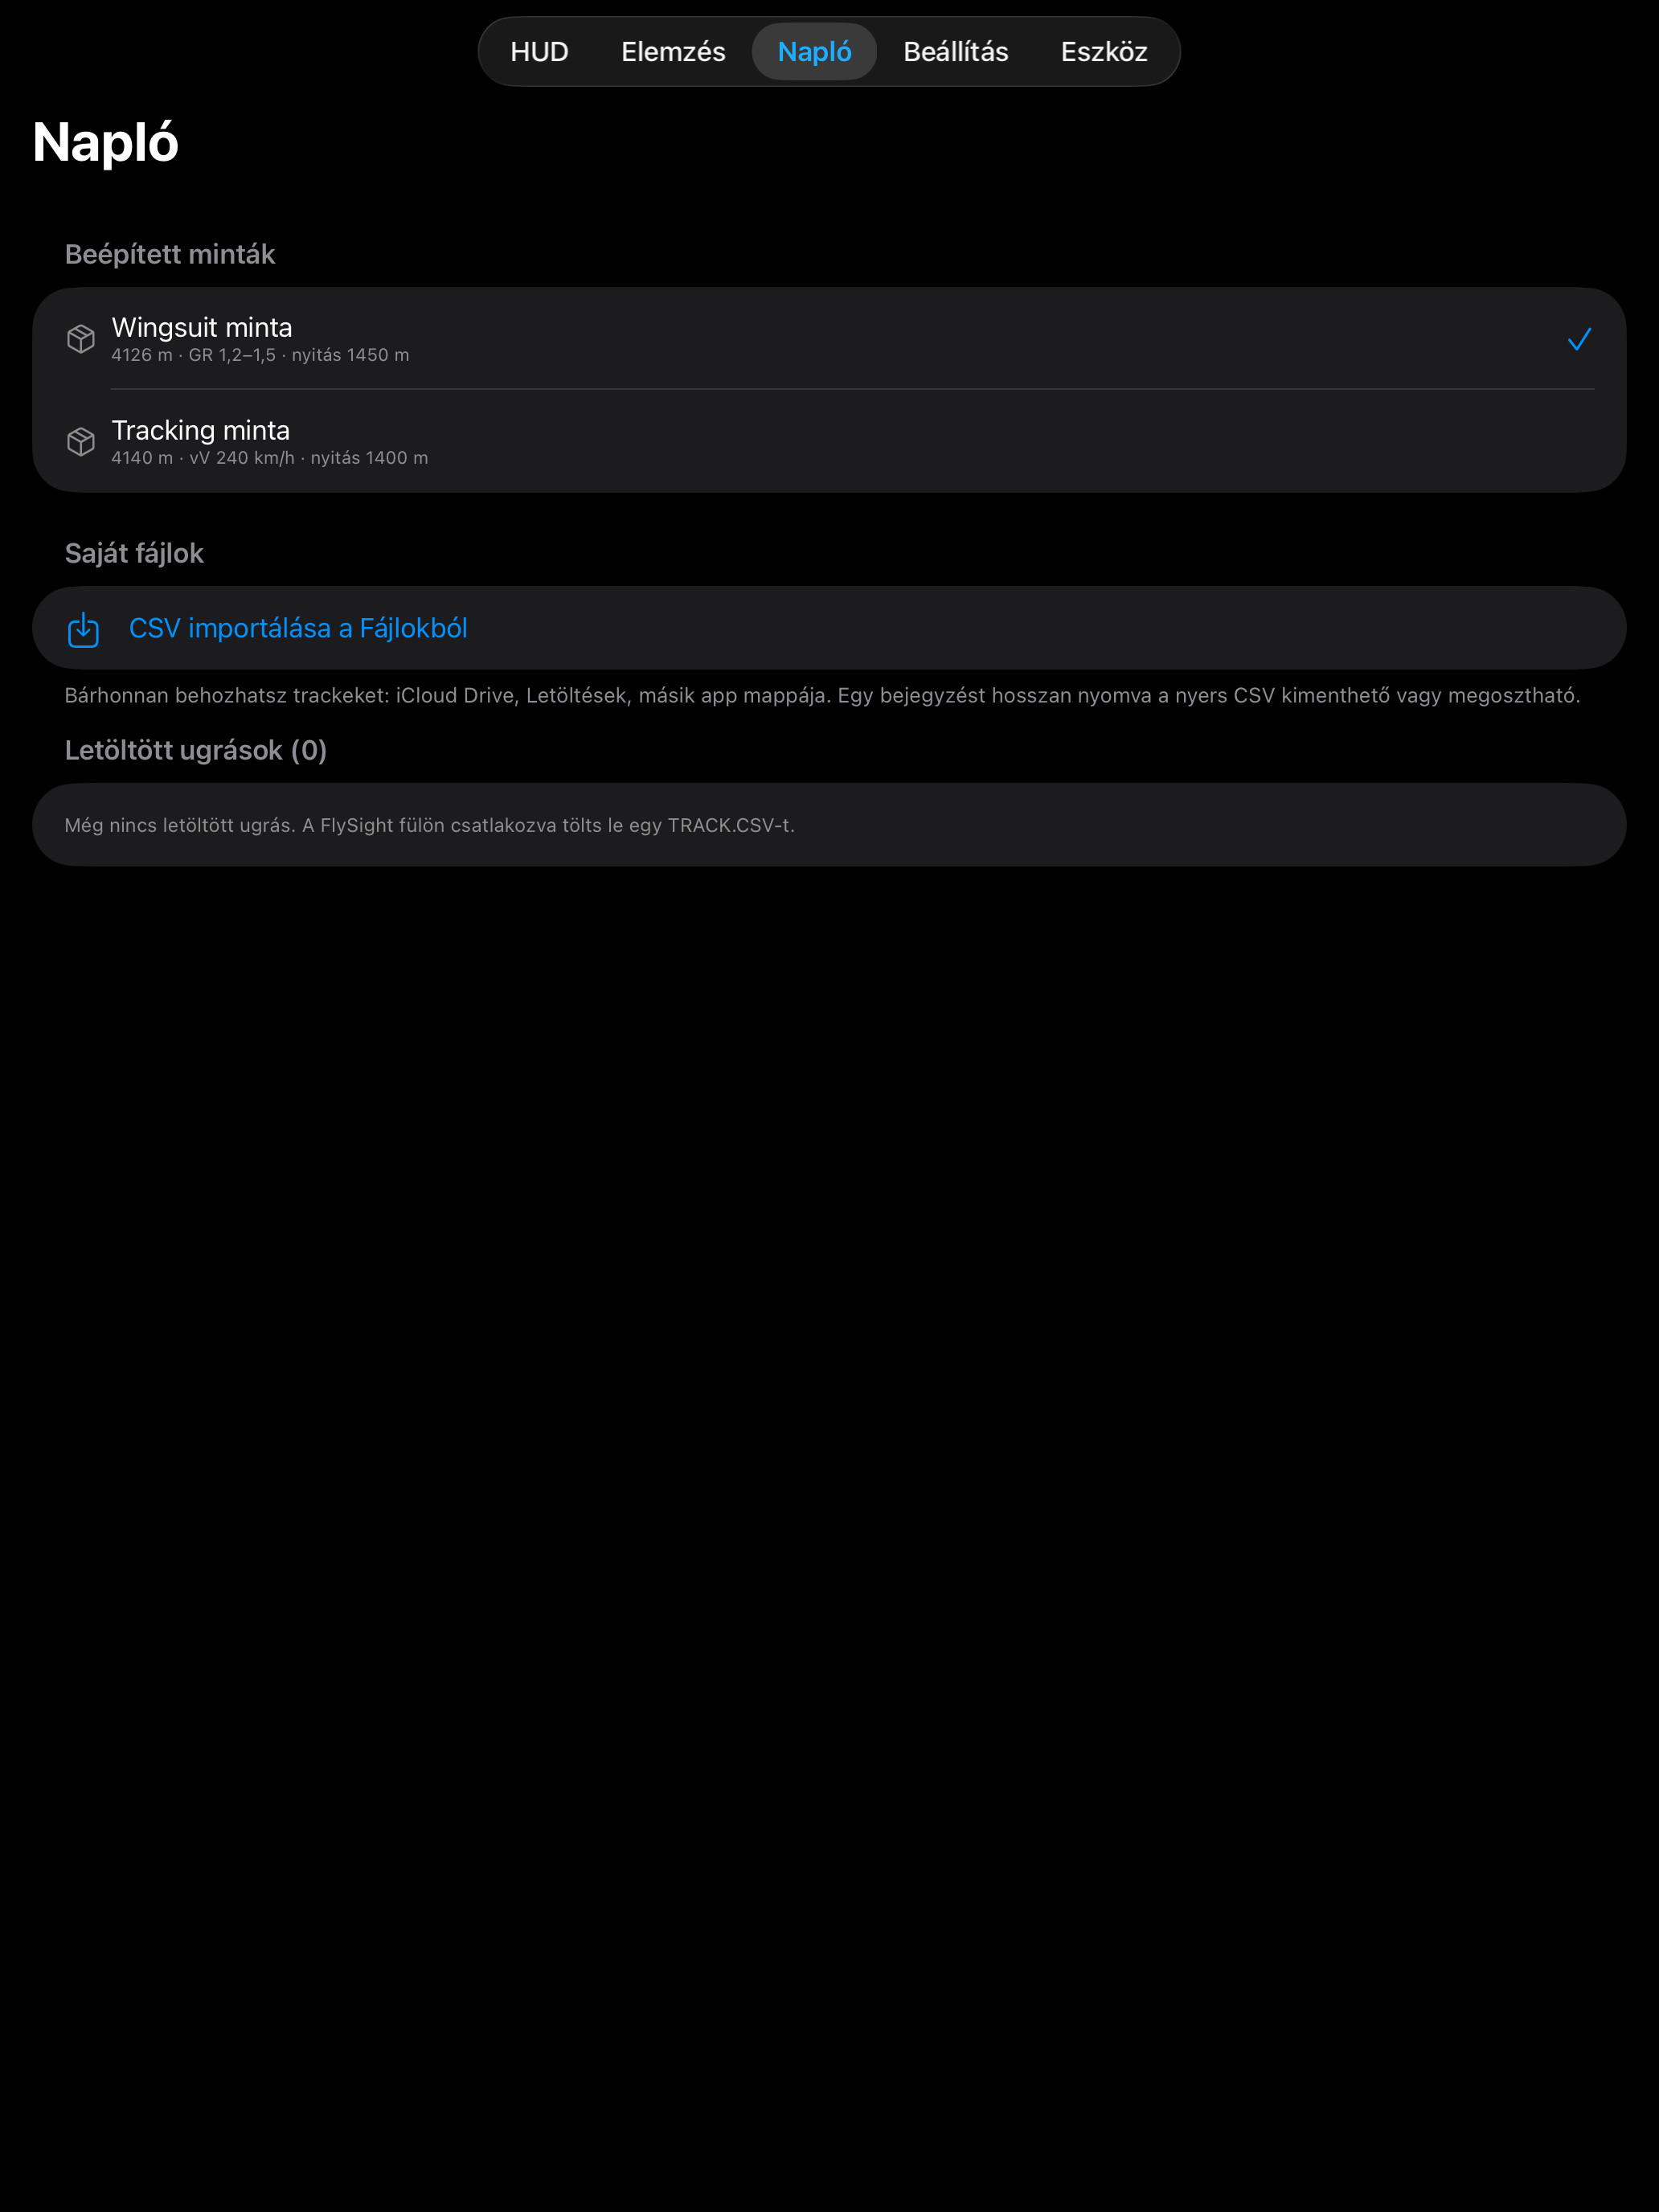 HUD
Elemzés
Napló
Beállítás
Eszköz
Napló
Beépített minták
Wingsuit minta
4126 m · GR 1,2–1,5 · nyitás 1450 m
Tracking minta
4140 m · vV 240 km/h · nyitás 1400 m
Saját fájlok
CSV importálása a Fájlokból
Bárhonnan behozhatsz trackeket: iCloud Drive, Letöltések, másik app mappája. Egy bejegyzést hosszan nyomva a nyers CSV kimenthető vagy megosztható.
Letöltött ugrások (0)
Még nincs letöltött ugrás. A FlySight fülön csatlakozva tölts le egy TRACK.CSV-t.